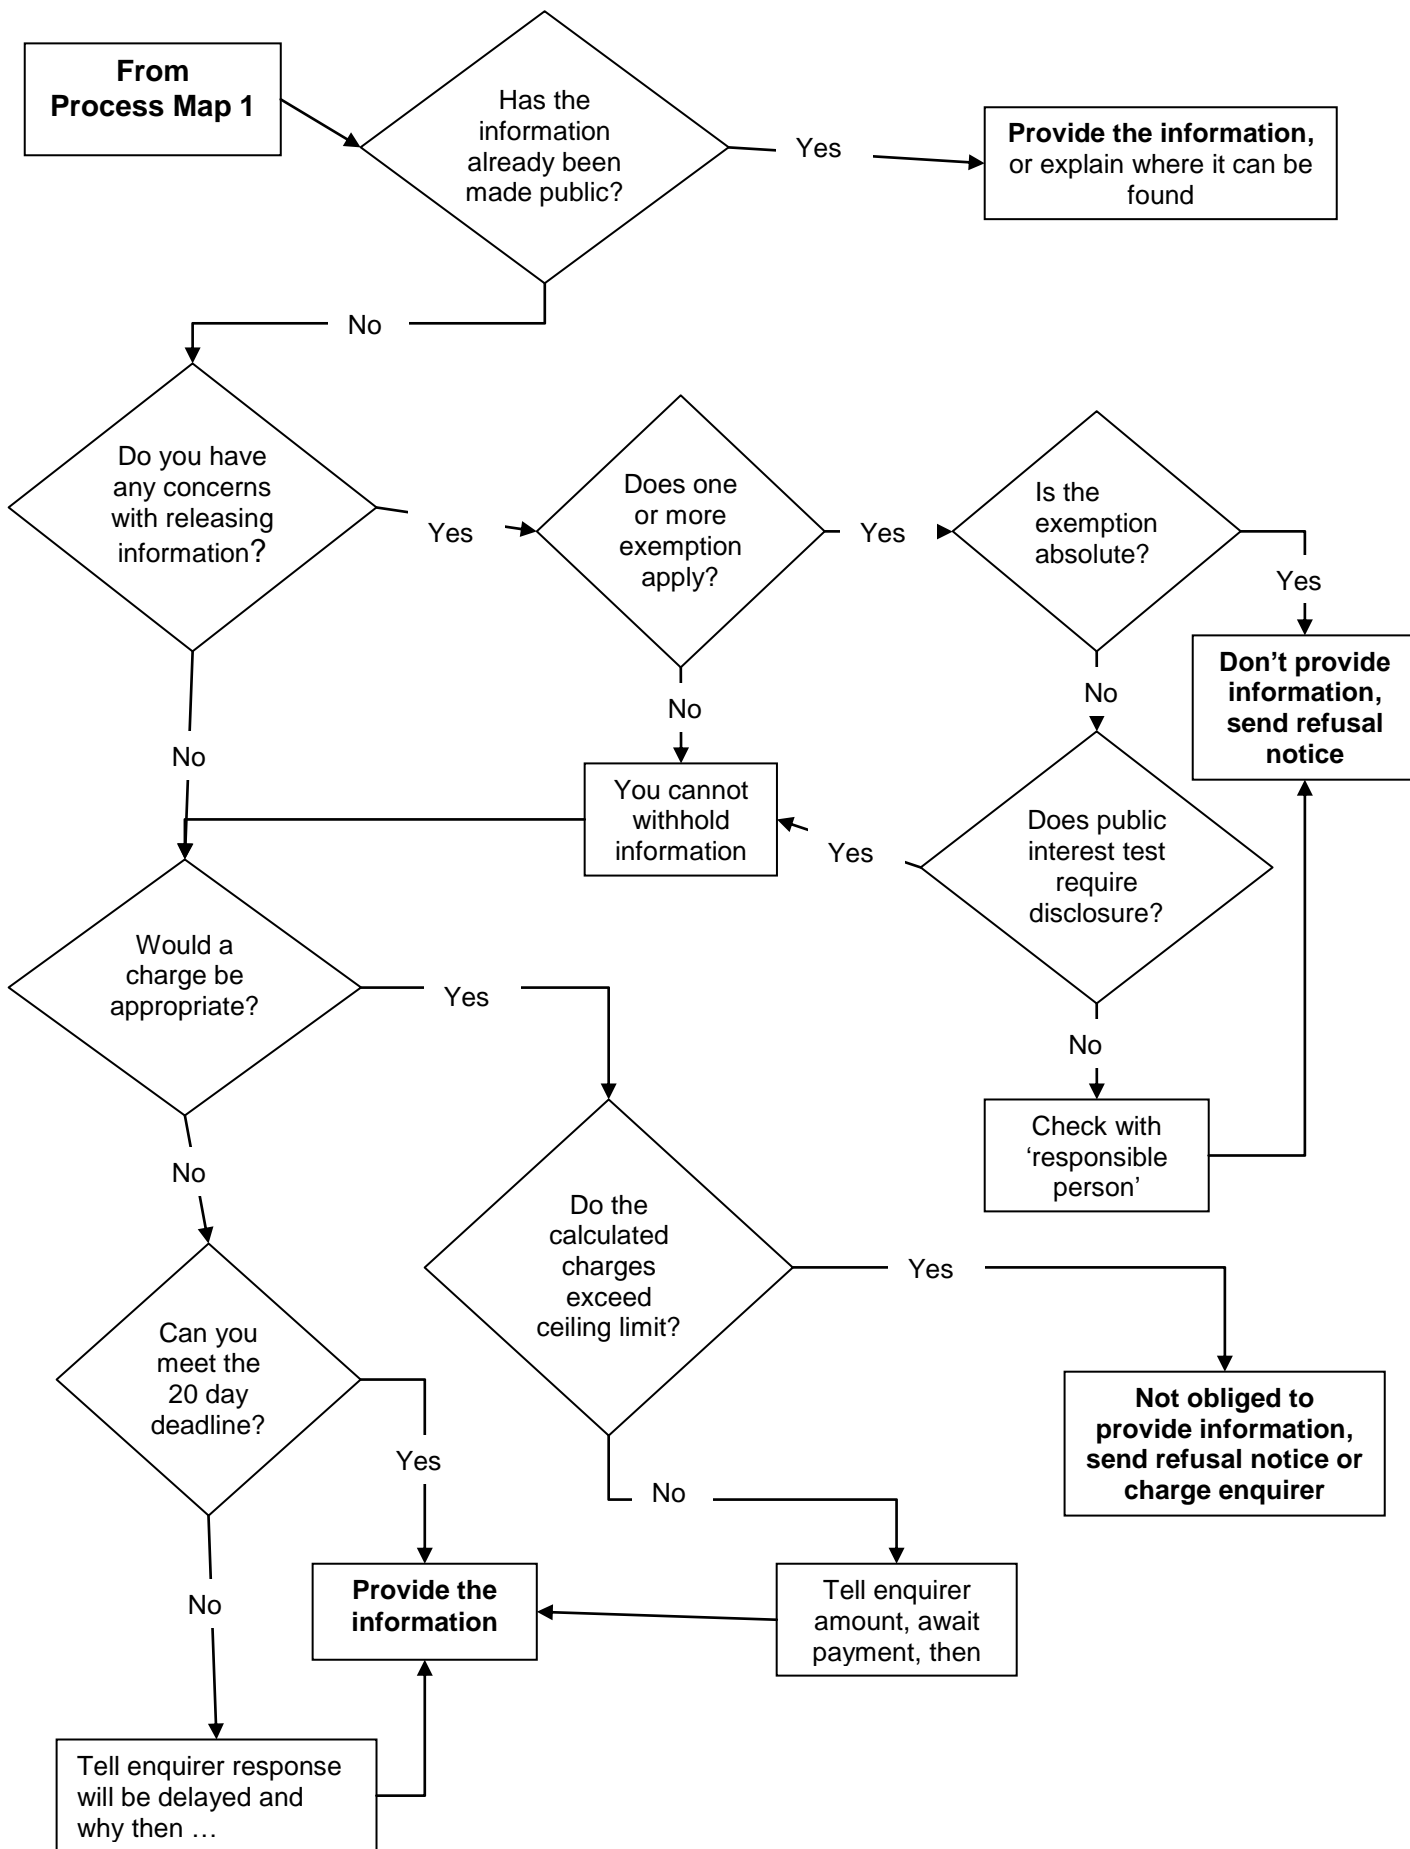 From
Process Map 1
Has the
information
already been
made public?
Yes
Provide the information,
or explain where it can be
found
No
Do you have
any concerns
with releasing
information?
Yes
Does one
or more
exemption
apply?
Yes
Is the
exemption
absolute?
Yes
Don’t provide
information,
send refusal
notice
No
No
No
You cannot
withhold
information
Yes
Does public
interest test
require
disclosure?
Would a
charge be
appropriate?
Yes
No
Check with
‘responsible
person’
No
Do the
calculated
charges
exceed
ceiling limit?
Yes
Can you
meet the
20 day
deadline?
Yes
Not obliged to
provide information,
send refusal notice or
charge enquirer
No
No
Provide the
information
Tell enquirer
amount, await
payment, then
Tell enquirer response
will be delayed and
why then …